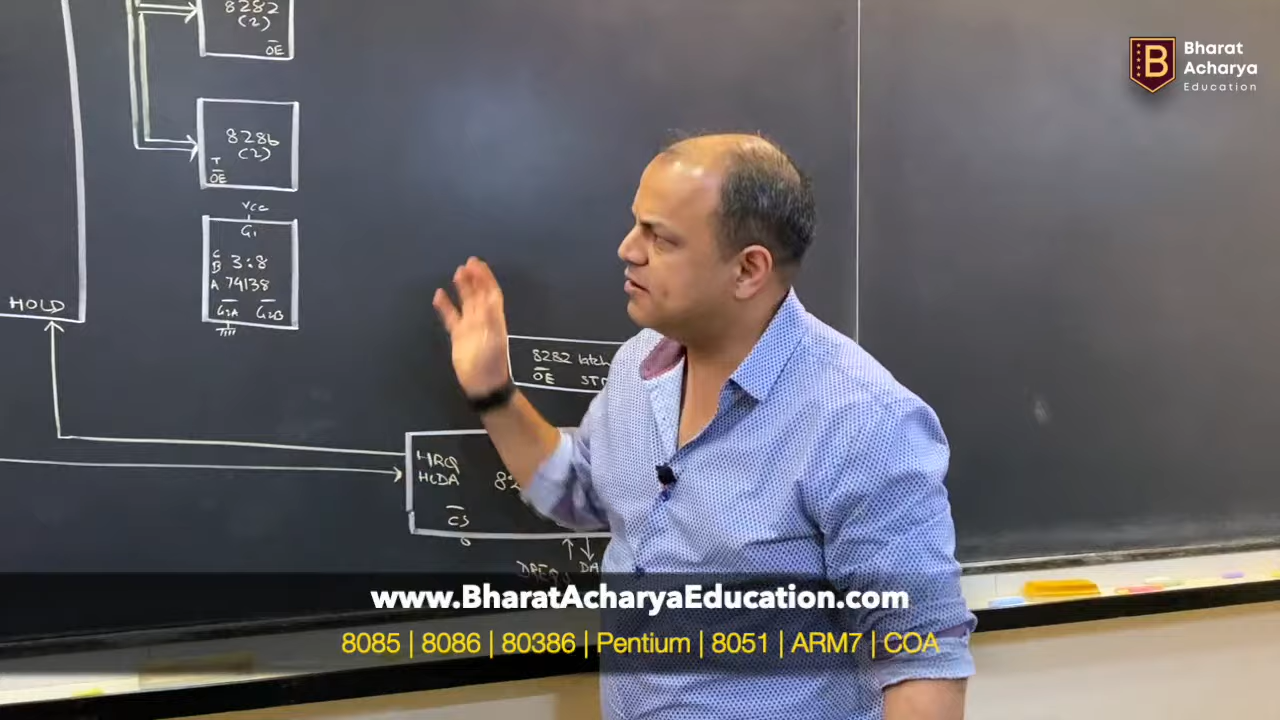 8282
(2)
OE
8286
(2)
T
OE
Vcc
G1
C
B 3:8
A 74138
G2A G2B
HOLD
8282 latch
OE
HRQ
HLDA
CS
Bharat
Acharya
Education
www.BharatAcharyaEducation.com
8085 | 8086 | 80386 | Pentium | 8051 | ARM7 | COA